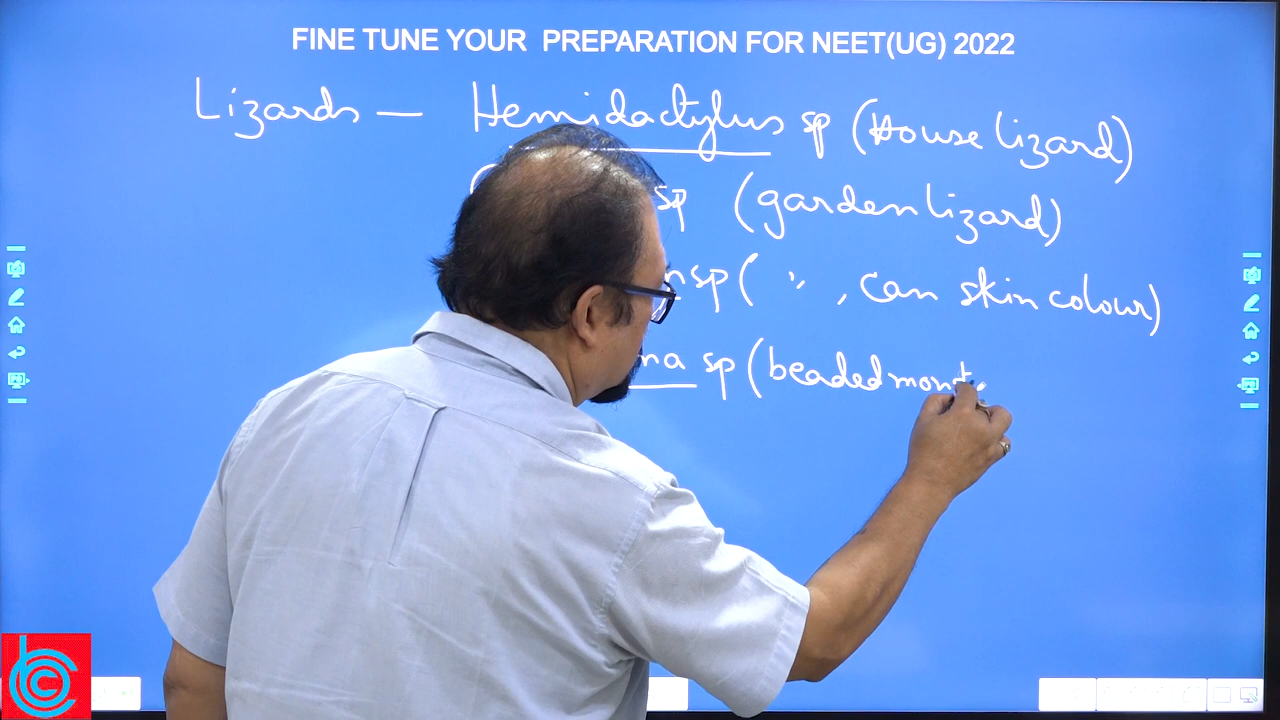 FINE TUNE YOUR PREPARATION FOR NEET(UG) 2022
Lizards — Hemidactylus sp (House lizard)
sp (garden lizard)
sp ( " , can skin colour)
sp (beaded